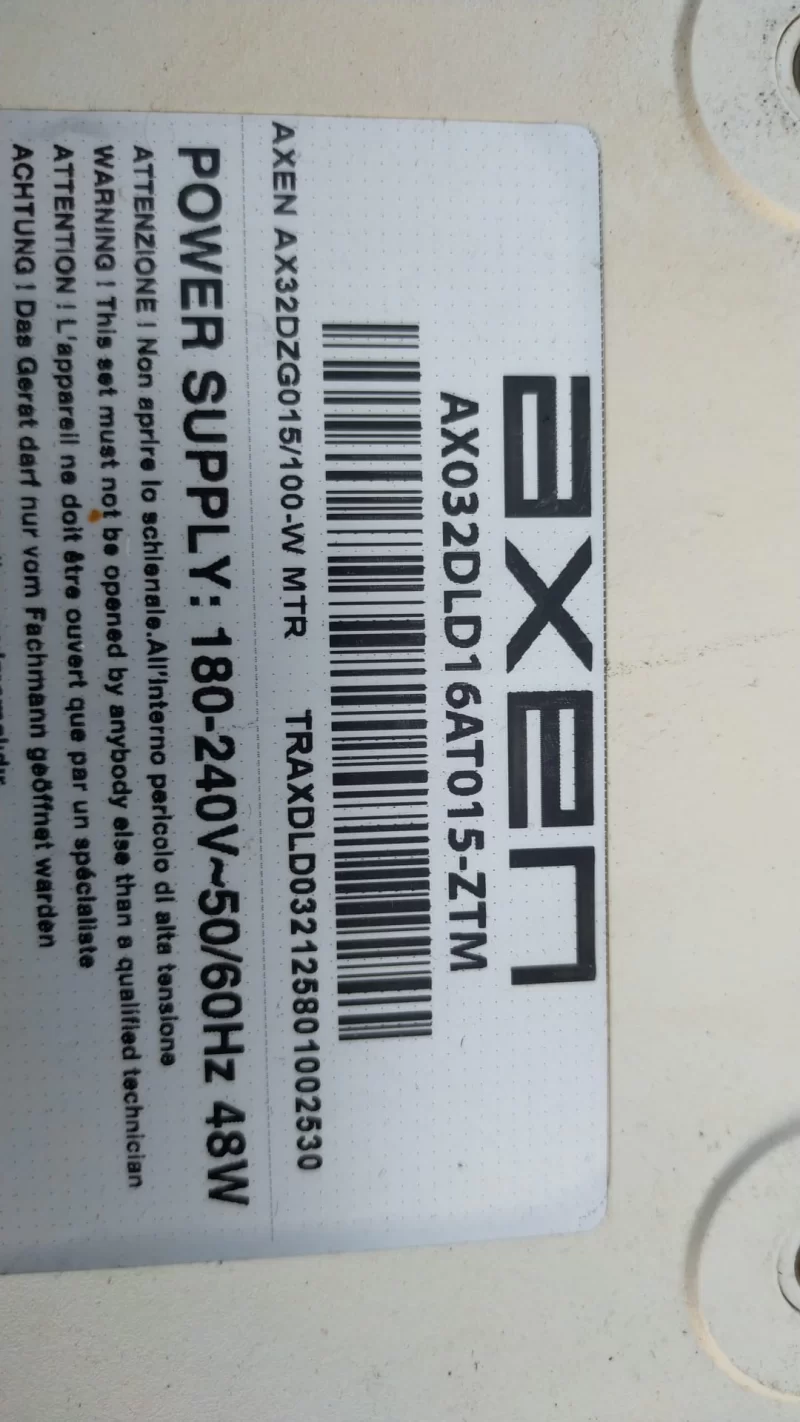 axen
AX032DLD16AT015-ZTM
AXEN AX32DZG015/100-W MTR TRAXDLD032125801002530
POWER SUPPLY: 180-240V~50/60Hz 48W
ATTENZIONE ! Non aprire lo schienale.All'interno pericolo di alta tensione
WARNING ! This set must not be opened by anybody else than a qualified technician
ATTENTION ! L'appareil ne doit être ouvert que par un spécialiste
ACHTUNG ! Das Gerat darf nur vom Fachmann geöffnet warden